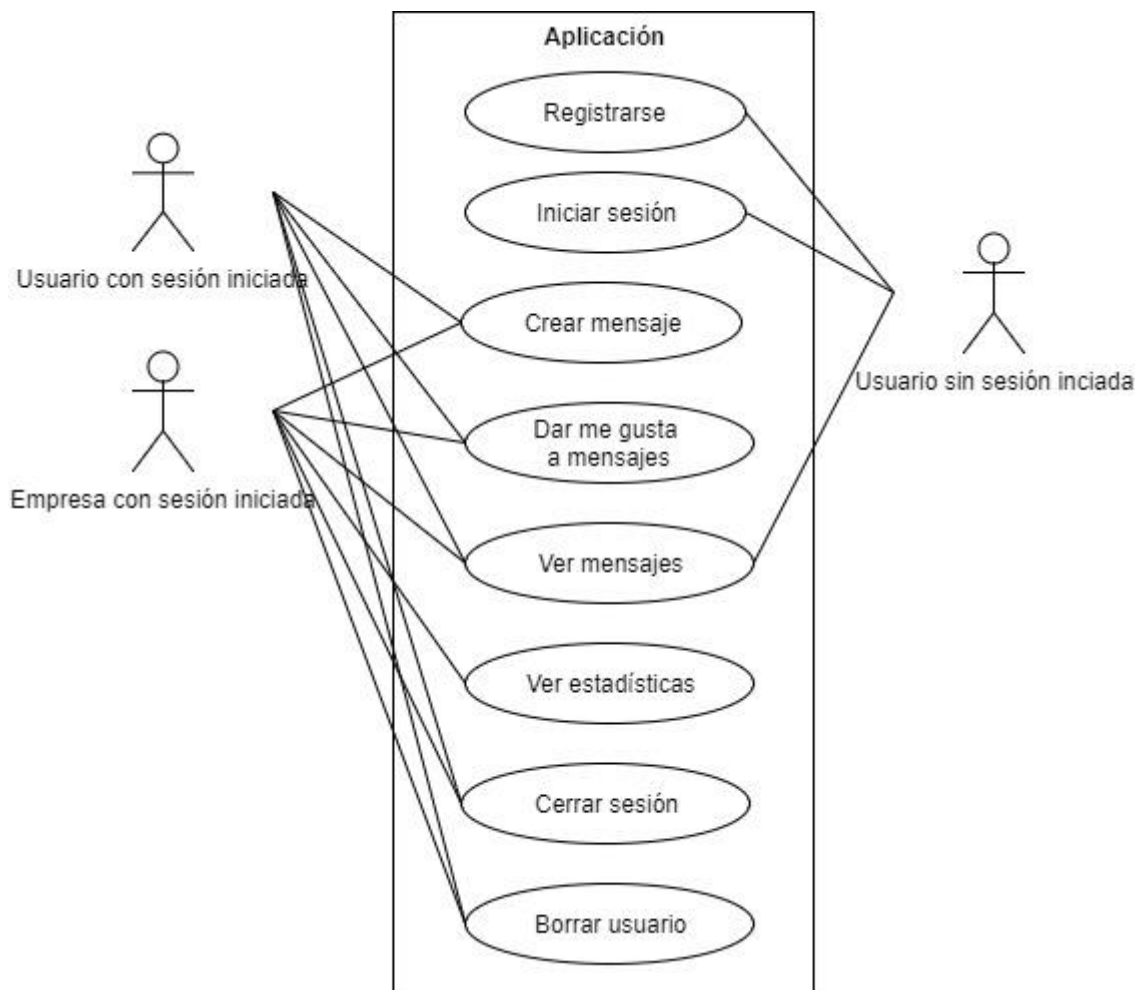 Aplicación
Registrarse
Iniciar sesión
Usuario con sesión iniciada
Crear mensaje
Usuario sin sesión inciada
Dar me gusta
a mensajes
Empresa con sesión iniciada
Ver mensajes
Ver estadísticas
Cerrar sesión
Borrar usuario